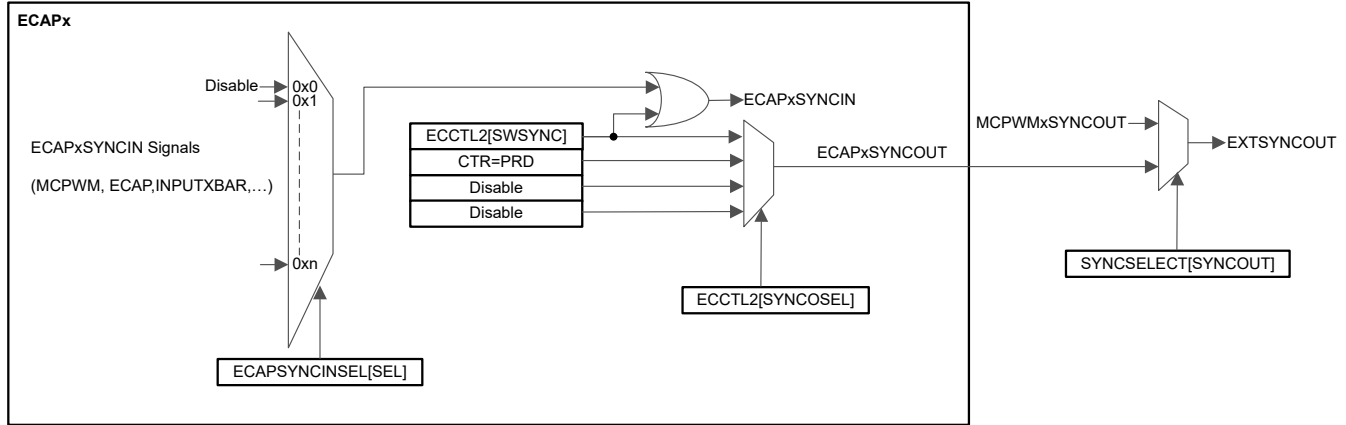 ECAPx
Disable
0x0
0x1
ECAPxSYNCIN Signals
(MCPWM, ECAP,INPUTXBAR,…)
0xn
ECAPSYNCINSEL[SEL]
ECAPxSYNCIN
ECCTL2[SWSYNC]
CTR=PRD
Disable
Disable
ECAPxSYNCOUT
ECCTL2[SYNCOSEL]
MCPWMxSYNCOUT
EXTSYNCOUT
SYNCSELECT[SYNCOUT]